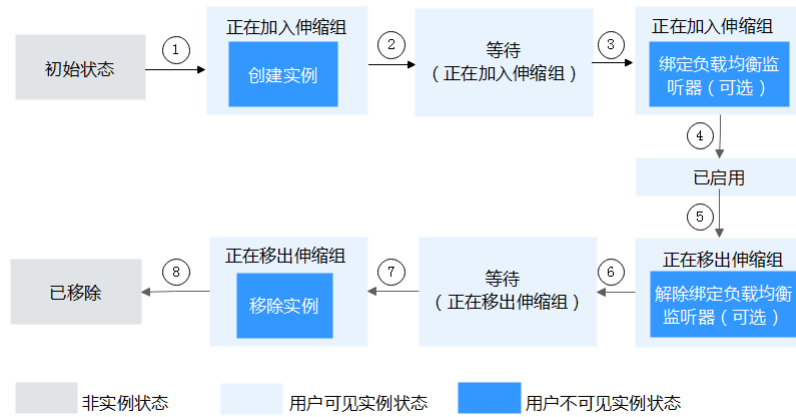 初始状态
①
正在加入伸缩组
创建实例
②
等待
（正在加入伸缩组）
③
正在加入伸缩组
绑定负载均衡监
听器（可选）
④
已启用
⑤
正在移出伸缩组
解除绑定负载均衡
监听器（可选）
⑥
等待
（正在移出伸缩组）
⑦
正在移出伸缩组
移除实例
⑧
已移除
非实例状态
用户可见实例状态
用户不可见实例状态